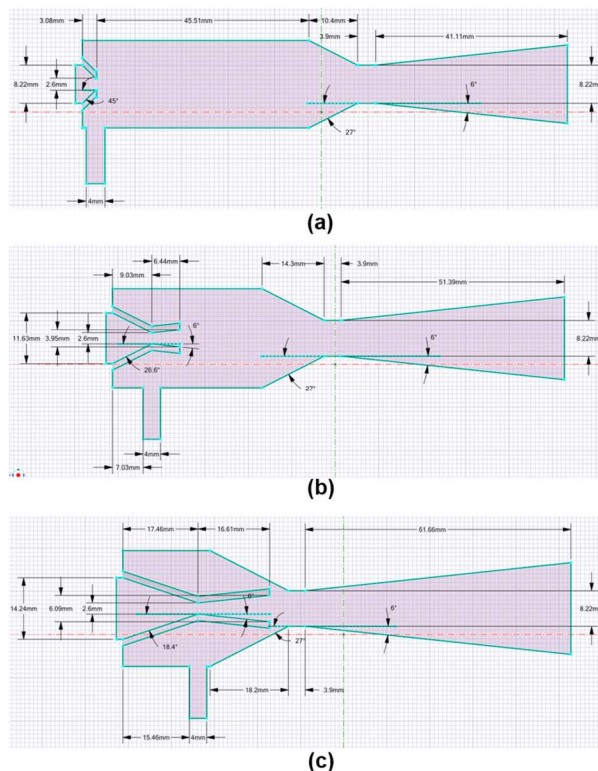 3.08mm 45.51mm 10.4mm
3.9mm 41.11mm
8.22mm 2.6mm 6° 8.22mm
45°
27°
4mm
(a)
6.44mm 14.3mm 3.9mm
9.03mm 51.39mm
11.63mm 3.95mm 2.6mm 6° 6° 8.22mm
26.6°
27°
4mm
7.03mm
(b)
17.46mm 16.61mm 61.66mm
14.24mm 6.09mm 2.6mm 6° 6° 8.22mm
18.4° 27°
18.2mm 3.9mm
15.46mm 4mm
(c)